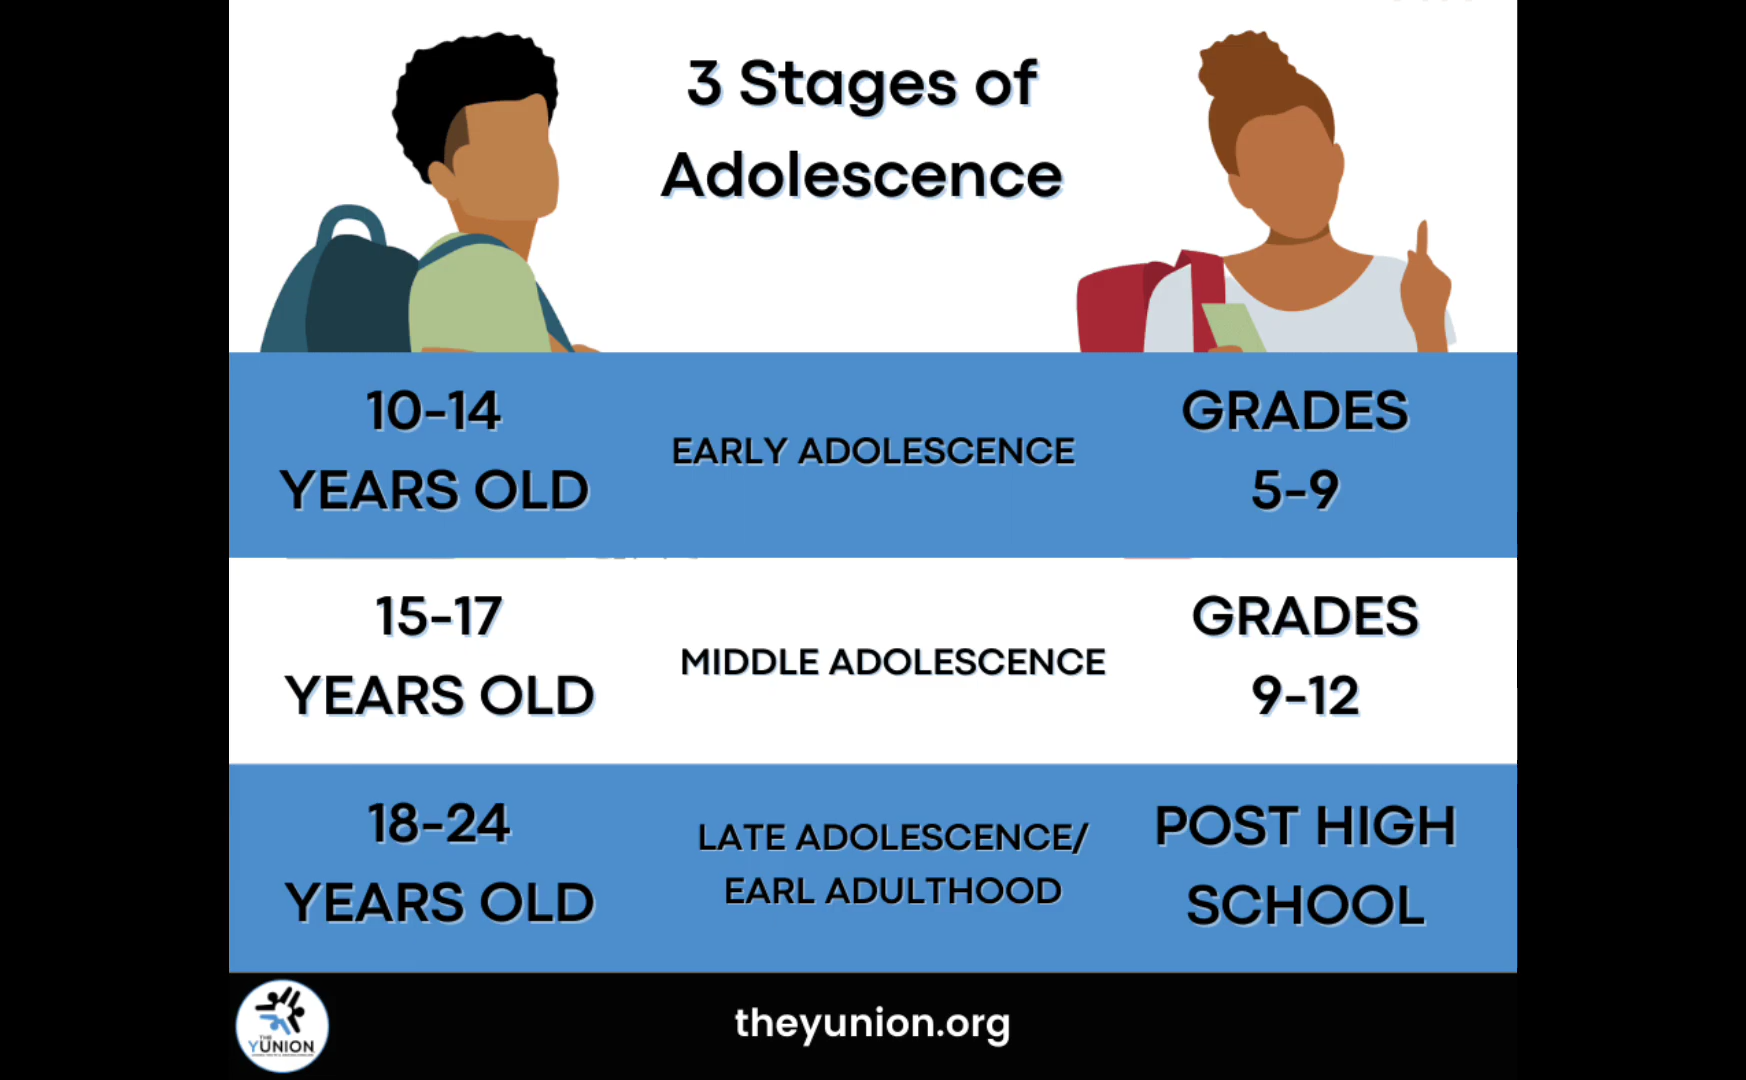 3 Stages of
Adolescence
10-14
YEARS OLD
EARLY ADOLESCENCE
GRADES
5-9
15-17
YEARS OLD
MIDDLE ADOLESCENCE
GRADES
9-12
18-24
YEARS OLD
LATE ADOLESCENCE/
EARL ADULTHOOD
POST HIGH
SCHOOL
THE
YUNION
theyunion.org